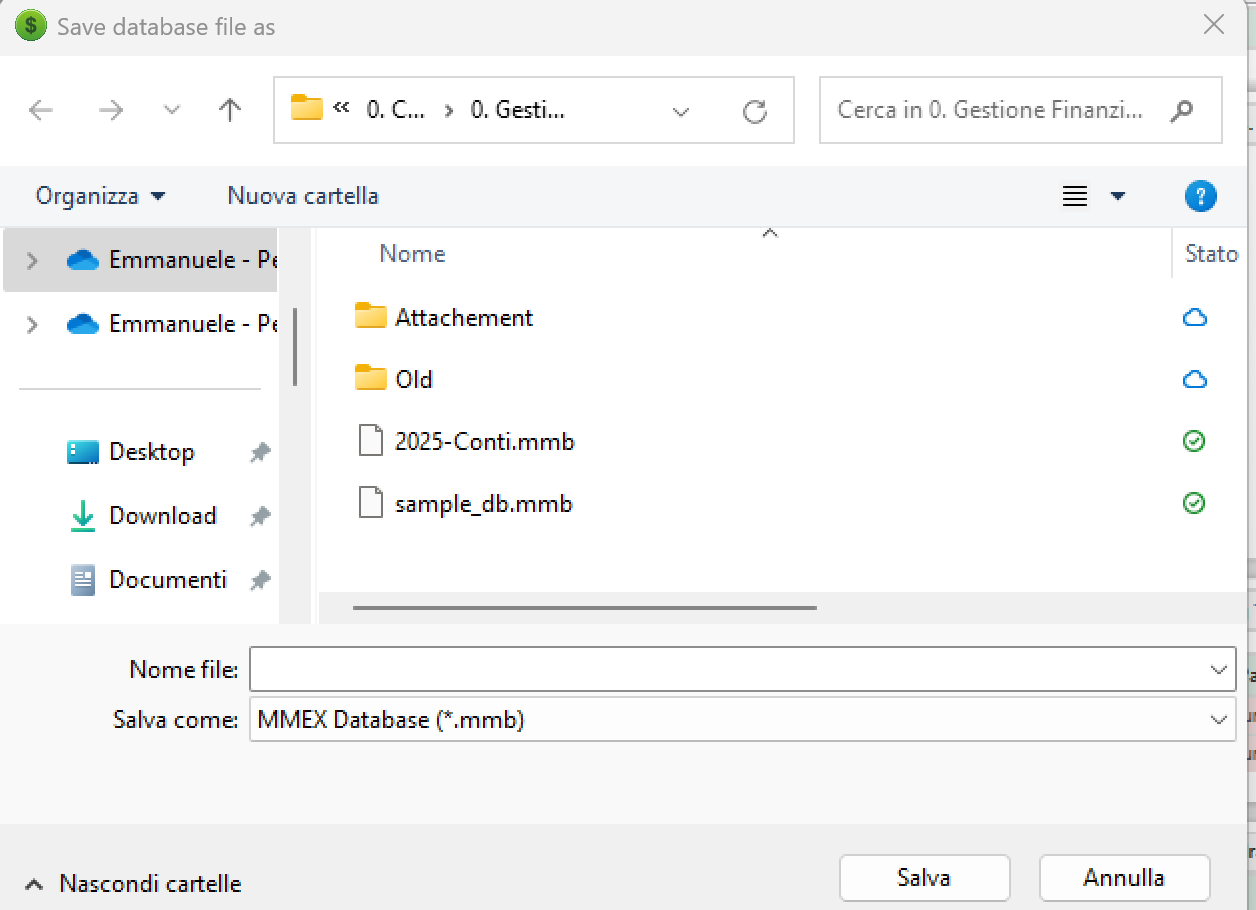 Save database file as
« 0. C... › 0. Gesti...
Cerca in 0. Gestione Finanzi...
Organizza
Nuova cartella
Emmanuele - Pe
Emmanuele - Pe
Desktop
Download
Documenti
Nome
Stato
Attachement
Old
2025-Conti.mmb
sample_db.mmb
Nome file:
Salva come: MMEX Database (*.mmb)
Nascondi cartelle
Salva
Annulla